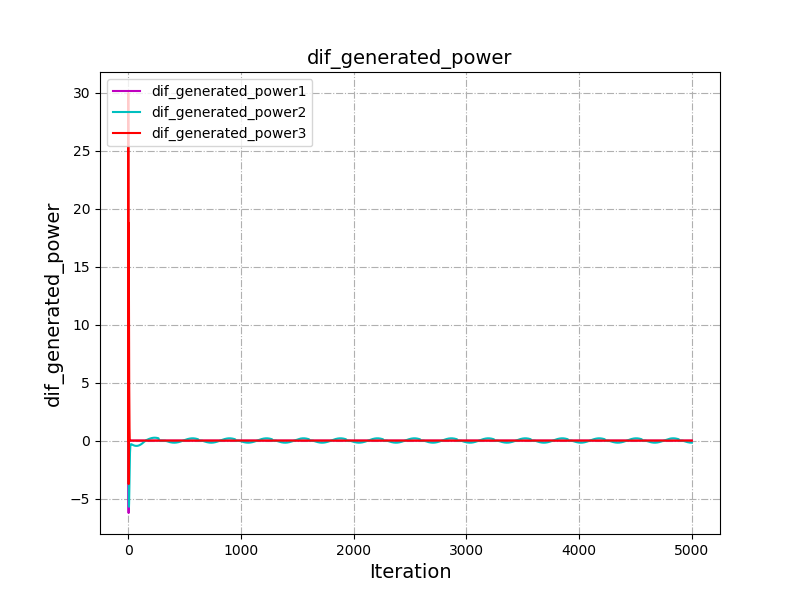 dif_generated_power
dif_generated_power1
dif_generated_power2
dif_generated_power3
30
25
20
15
10
5
0
−5
dif_generated_power
0 1000 2000 3000 4000 5000
Iteration